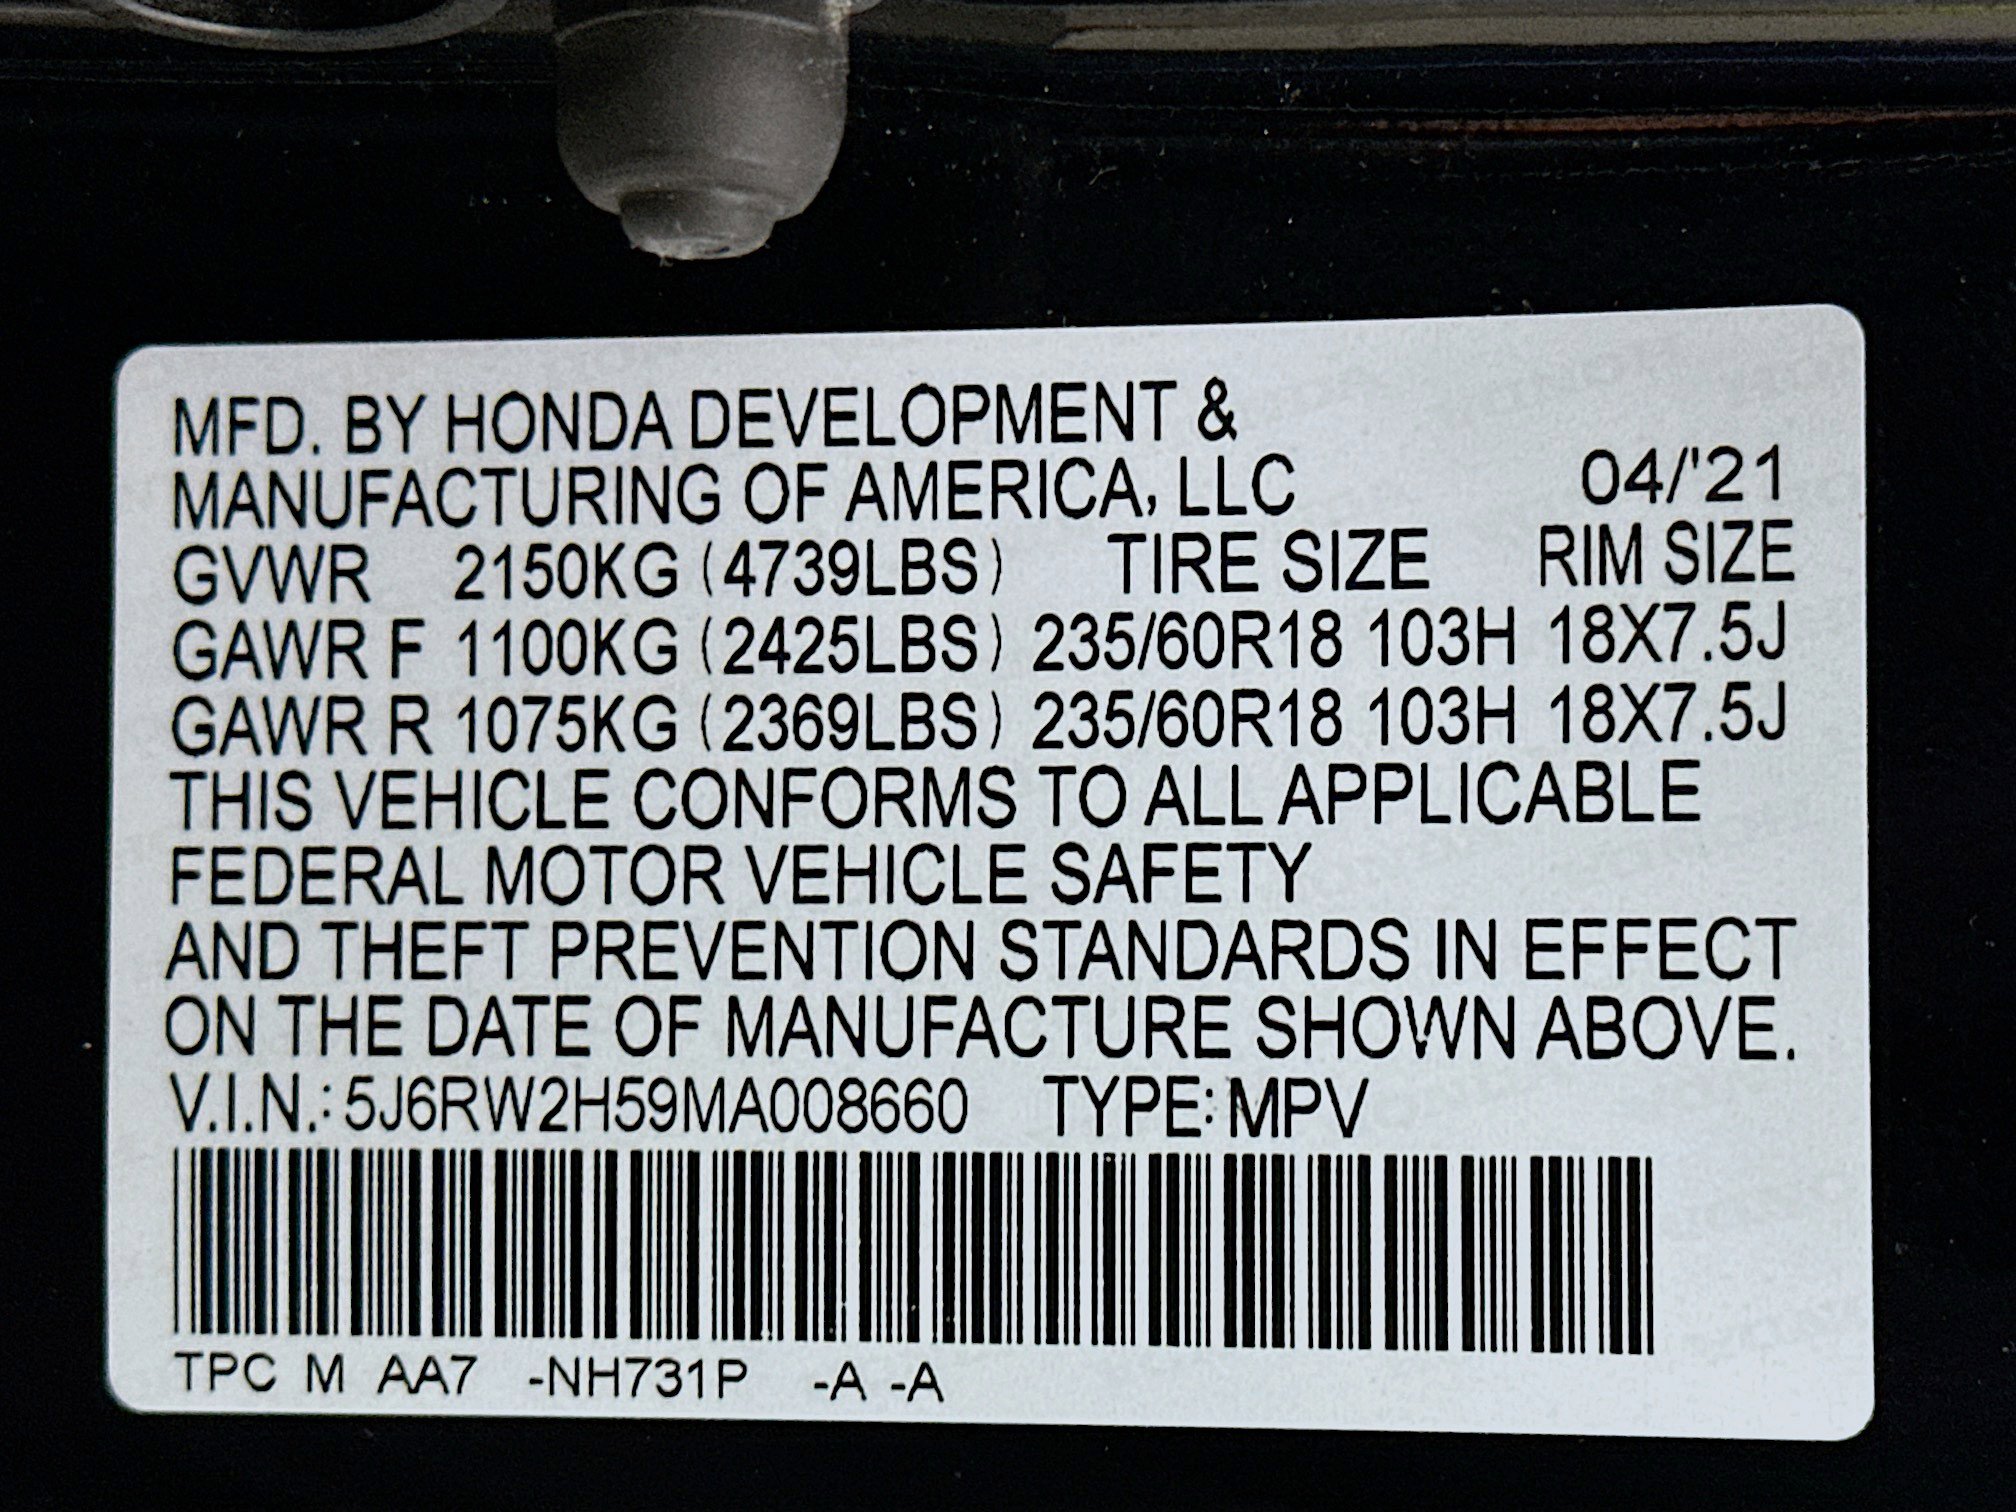 MFD. BY HONDA DEVELOPMENT &
MANUFACTURING OF AMERICA, LLC 04/'21
GVWR 2150KG (4739LBS) TIRE SIZE RIM SIZE
GAWR F 1100KG (2425LBS) 235/60R18 103H 18X7.5J
GAWR R 1075KG (2369LBS) 235/60R18 103H 18X7.5J
THIS VEHICLE CONFORMS TO ALL APPLICABLE
FEDERAL MOTOR VEHICLE SAFETY
AND THEFT PREVENTION STANDARDS IN EFFECT
ON THE DATE OF MANUFACTURE SHOWN ABOVE.
V.I.N.: 5J6RW2H59MA008660 TYPE: MPV
TPC M AA7 -NH731P -A -A